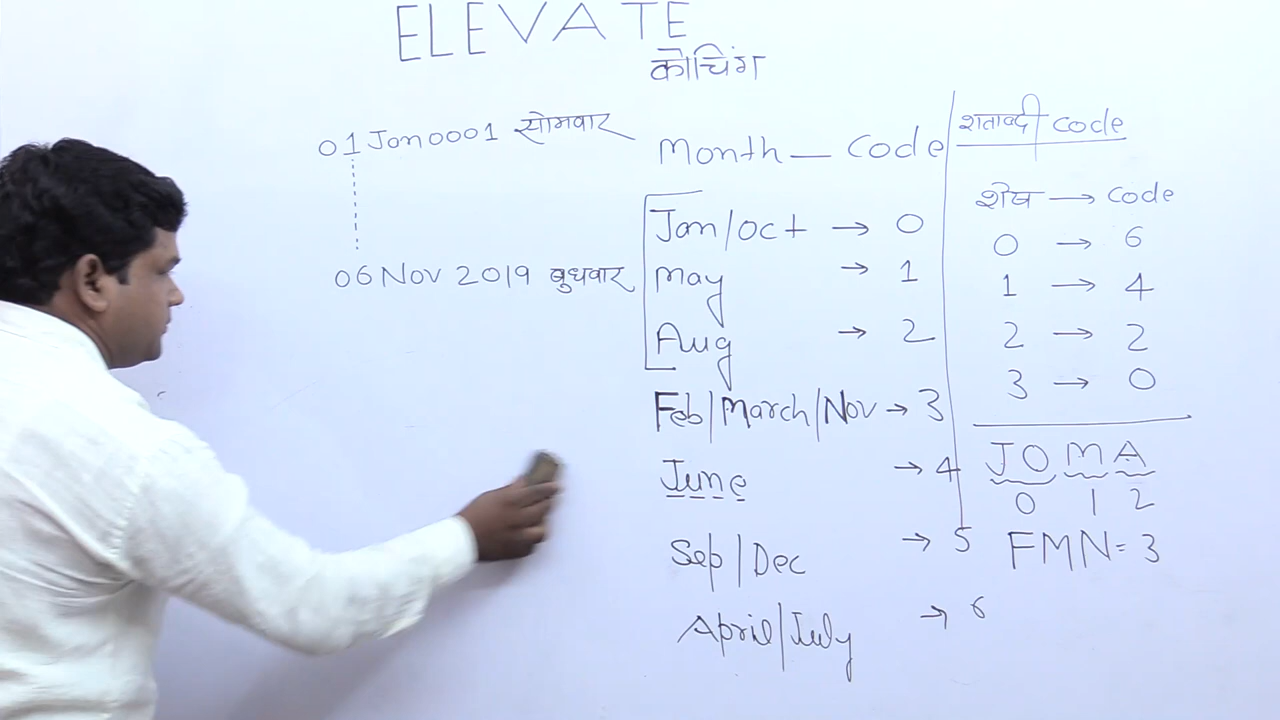 ELEVATE
कोचिंग
01 Jan 0001 सोमवार
06 Nov 2019 बुधवार
Month — Code
Jan/Oct → 0
May → 1
Aug → 2
Feb/March/Nov → 3
June → 4
Sep/Dec → 5
April/July → 6
शताब्दी Code
शेष → Code
0 → 6
1 → 4
2 → 2
3 → 0
JO MA
0 1 2
FMN = 3